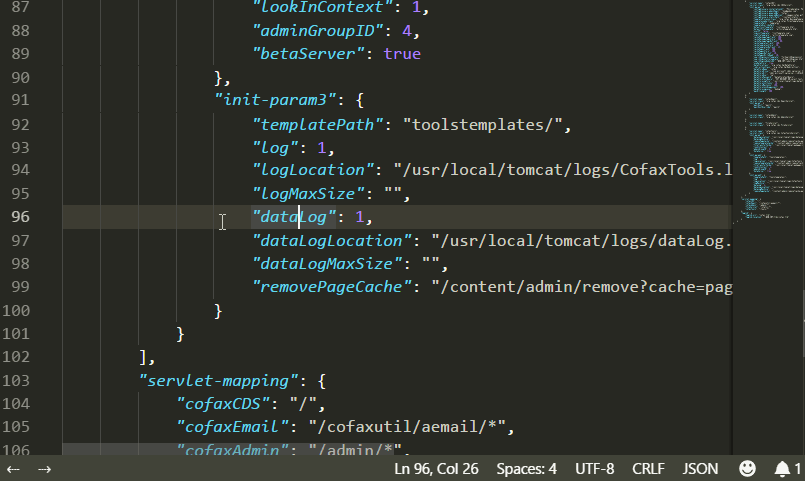 87 "lookInContext": 1,
88 "adminGroupID": 4,
89 "betaServer": true
90 },
91 "init-param3": {
92 "templatePath": "toolstemplates/",
93 "log": 1,
94 "logLocation": "/usr/local/tomcat/logs/CofaxTools.l
95 "logMaxSize": "",
96 "dataLog": 1,
97 "dataLogLocation": "/usr/local/tomcat/logs/dataLog.
98 "dataLogMaxSize": "",
99 "removePageCache": "/content/admin/remove?cache=pag
100 }
101 }
102 ],
103 "servlet-mapping": {
104 "cofaxCDS": "/",
105 "cofaxEmail": "/cofaxutil/aemail/*",
106 "cofaxAdmin": "/admin/*",
Ln 96, Col 26 Spaces: 4 UTF-8 CRLF JSON 1